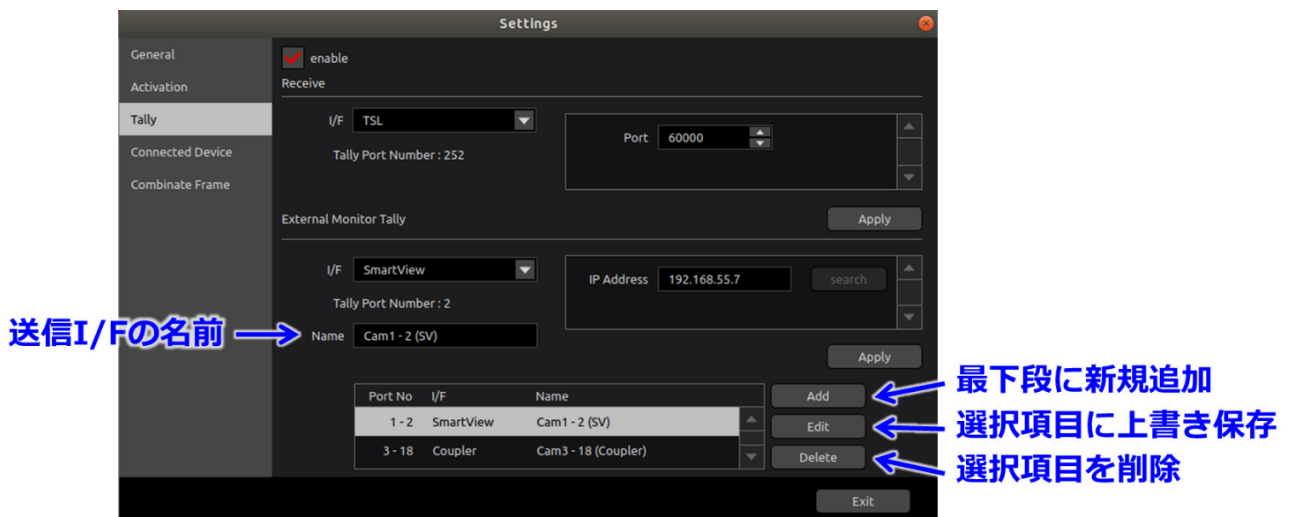 Settings
General
Activation
Tally
Connected Device
Combinate Frame
enable
Receive
I/F TSL
Tally Port Number : 252
Port 60000
External Monitor Tally
Apply
I/F SmartView
Tally Port Number : 2
IP Address 192.168.55.7 search
送信I/Fの名前
Name Cam1 - 2 (SV)
Apply
Port No I/F Name
1 - 2 SmartView Cam1 - 2 (SV)
3 - 18 Coupler Cam3 - 18 (Coupler)
Add 最下段に新規追加
Edit 選択項目に上書き保存
Delete 選択項目を削除
Exit